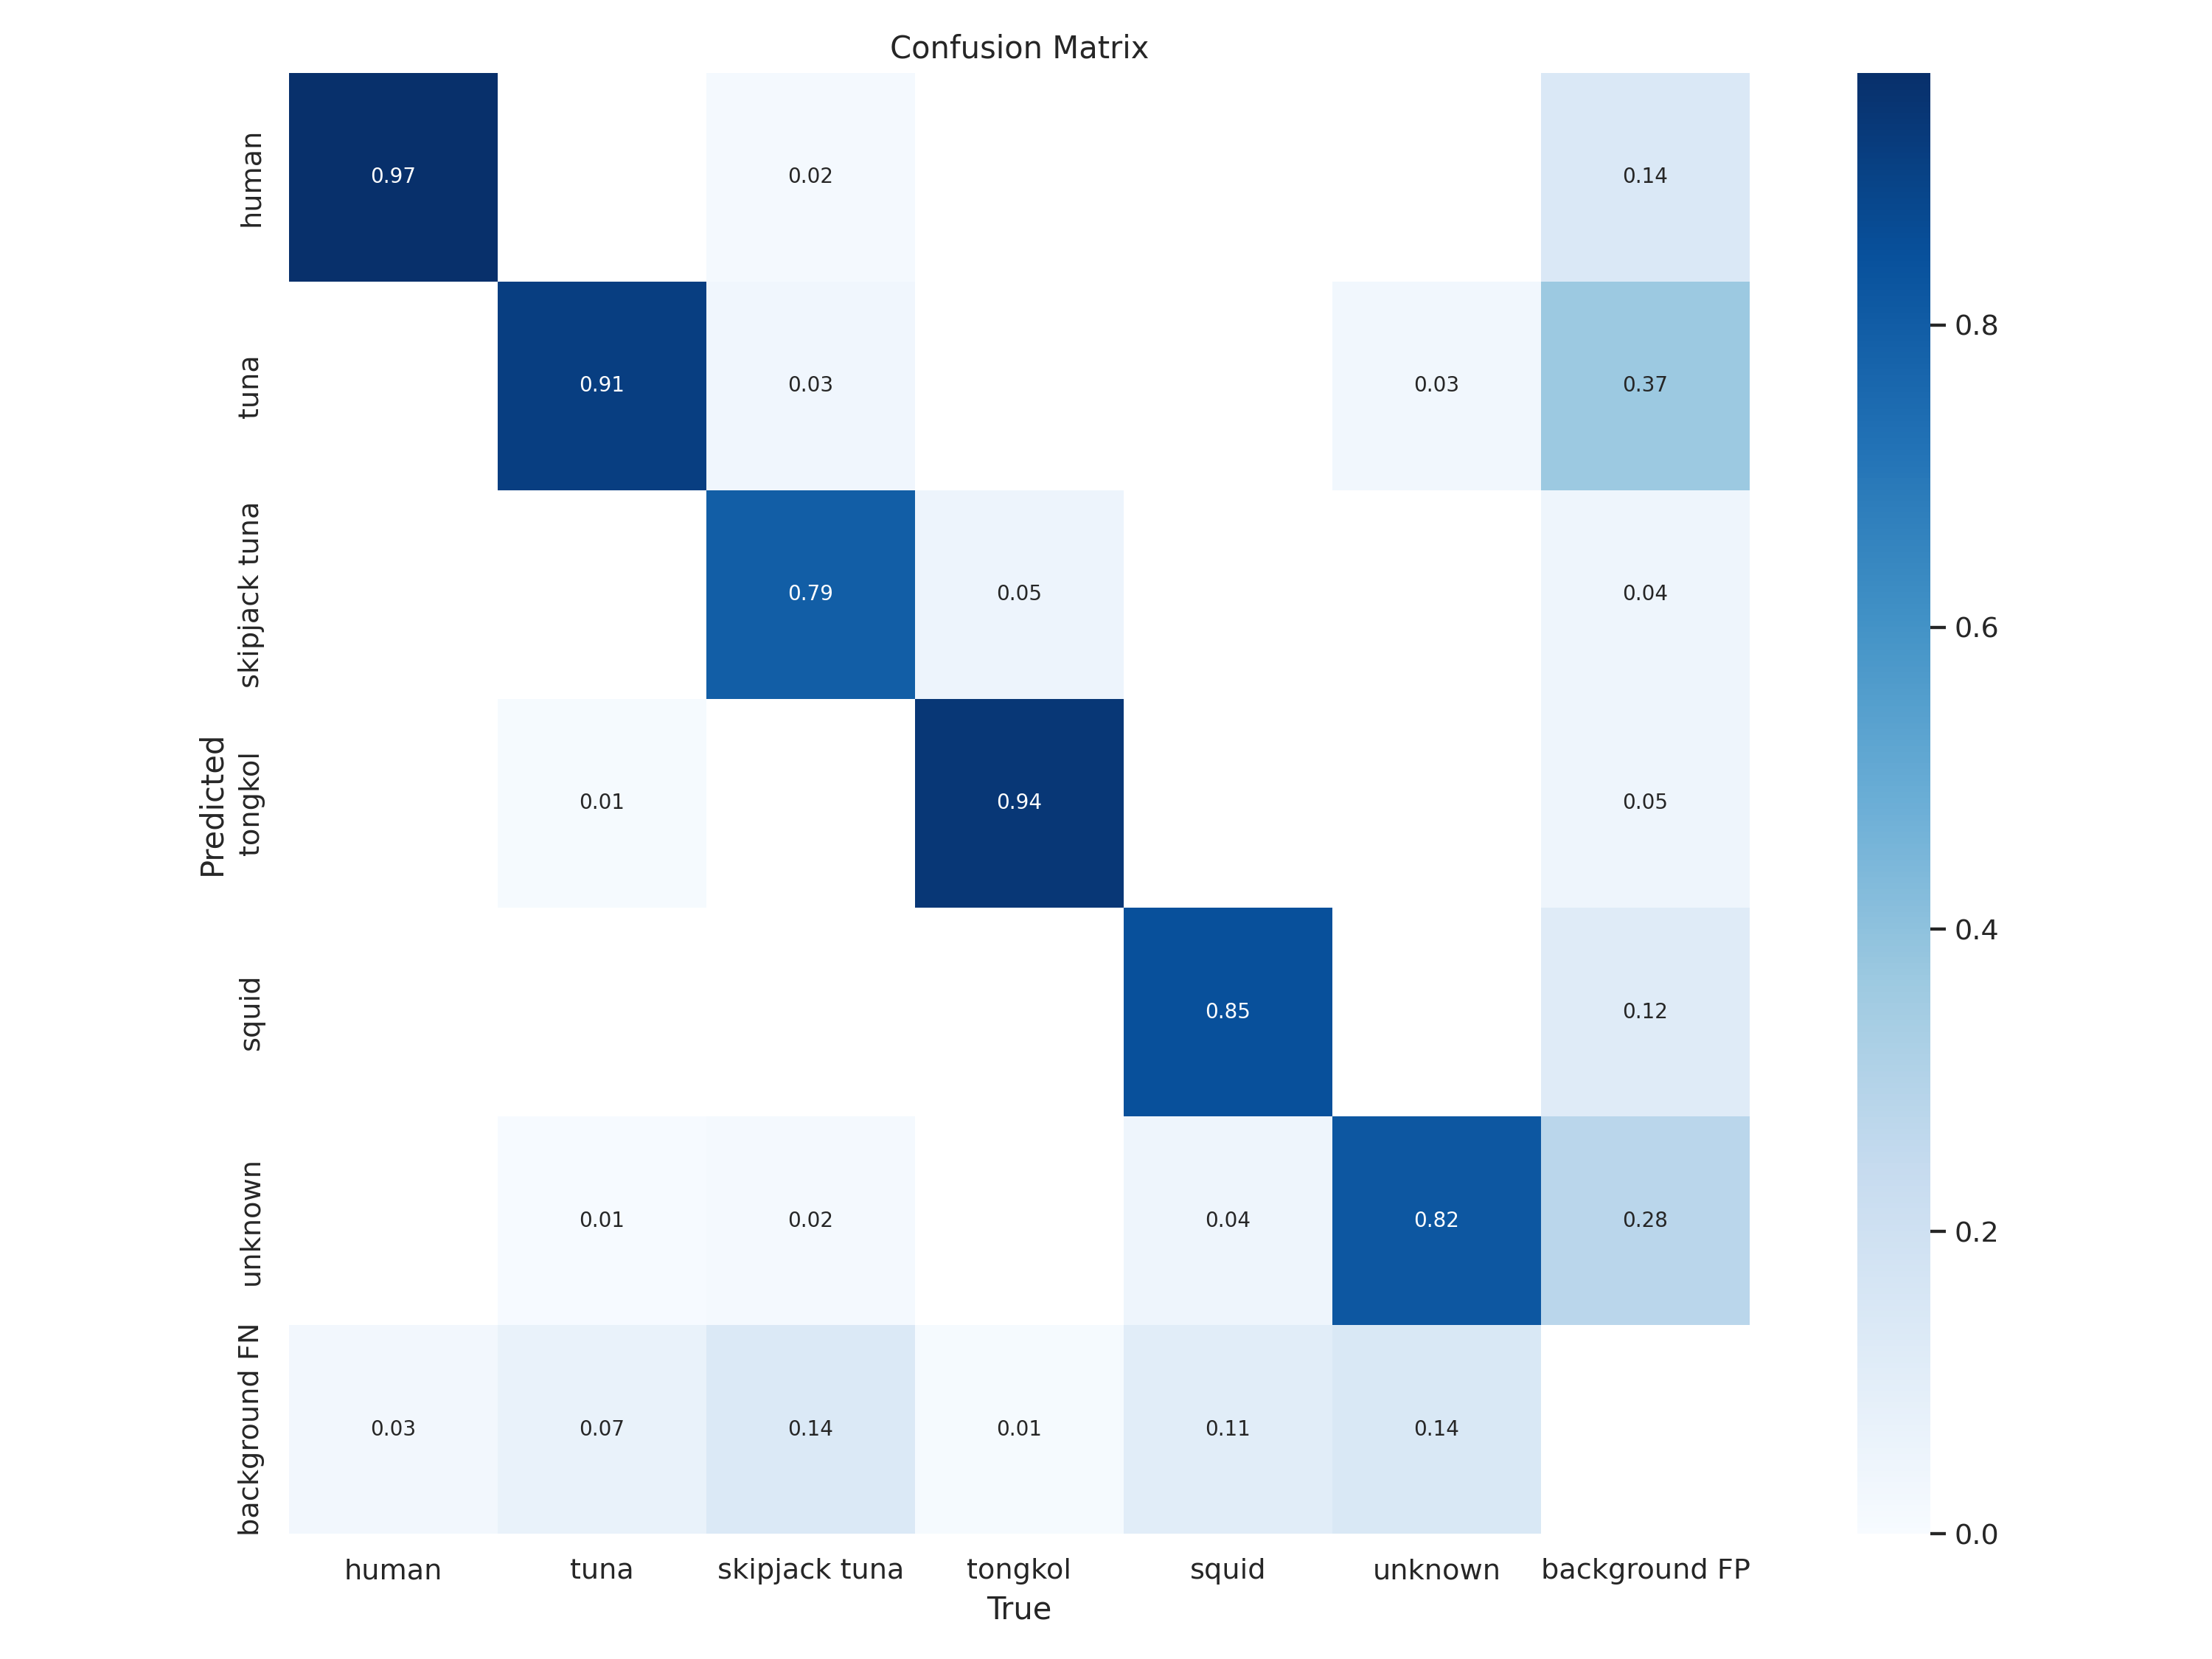 Confusion Matrix
human
0.97
0.02
0.14
tuna
0.91
0.03
0.03
0.37
skipjack tuna
0.79
0.05
0.04
tongkol
0.01
0.94
0.05
squid
0.85
0.12
unknown
0.01
0.02
0.04
0.82
0.28
background FN
0.03
0.07
0.14
0.01
0.11
0.14
Predicted
human
tuna
skipjack tuna
tongkol
squid
unknown
background FP
True
0.8
0.6
0.4
0.2
0.0